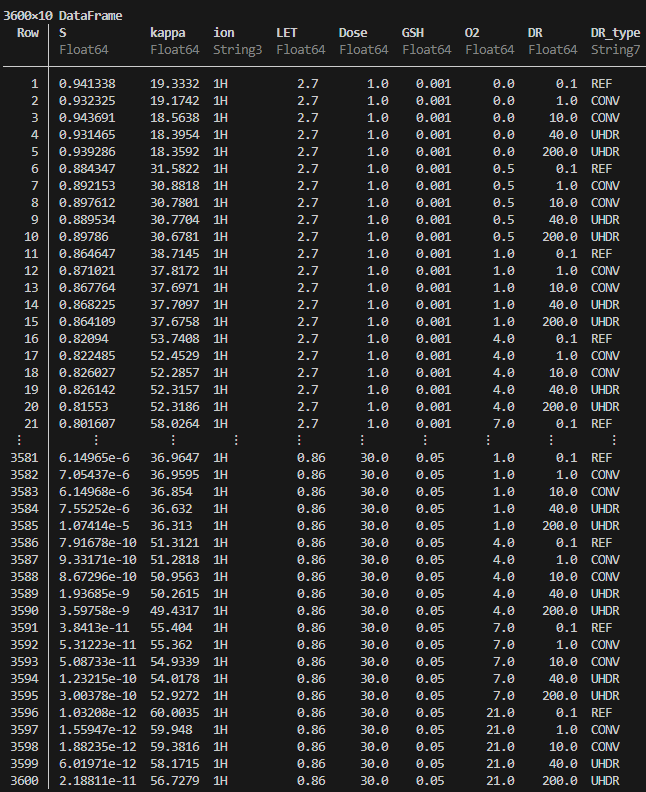 3600×10 DataFrame
Row S kappa ion LET Dose GSH O2 DR DR_type
Float64 Float64 String3 Float64 Float64 Float64 Float64 Float64 String7
1 0.941338 19.3332 1H 2.7 1.0 0.001 0.0 0.1 REF
2 0.932325 19.1742 1H 2.7 1.0 0.001 0.0 1.0 CONV
3 0.943691 18.5638 1H 2.7 1.0 0.001 0.0 10.0 CONV
4 0.931465 18.3954 1H 2.7 1.0 0.001 0.0 40.0 UHDR
5 0.939286 18.3592 1H 2.7 1.0 0.001 0.0 200.0 UHDR
6 0.884347 31.5822 1H 2.7 1.0 0.001 0.5 0.1 REF
7 0.892153 30.8818 1H 2.7 1.0 0.001 0.5 1.0 CONV
8 0.897612 30.7801 1H 2.7 1.0 0.001 0.5 10.0 CONV
9 0.889534 30.7704 1H 2.7 1.0 0.001 0.5 40.0 UHDR
10 0.89786 30.6781 1H 2.7 1.0 0.001 0.5 200.0 UHDR
11 0.864647 38.7145 1H 2.7 1.0 0.001 1.0 0.1 REF
12 0.871021 37.8172 1H 2.7 1.0 0.001 1.0 1.0 CONV
13 0.867764 37.6971 1H 2.7 1.0 0.001 1.0 10.0 CONV
14 0.868225 37.7097 1H 2.7 1.0 0.001 1.0 40.0 UHDR
15 0.864109 37.6758 1H 2.7 1.0 0.001 1.0 200.0 UHDR
16 0.82094 53.7408 1H 2.7 1.0 0.001 4.0 0.1 REF
17 0.822485 52.4529 1H 2.7 1.0 0.001 4.0 1.0 CONV
18 0.826027 52.2857 1H 2.7 1.0 0.001 4.0 10.0 CONV
19 0.826142 52.3157 1H 2.7 1.0 0.001 4.0 40.0 UHDR
20 0.81553 52.3186 1H 2.7 1.0 0.001 4.0 200.0 UHDR
21 0.801607 58.0264 1H 2.7 1.0 0.001 7.0 0.1 REF
⋮ ⋮ ⋮ ⋮ ⋮ ⋮ ⋮ ⋮ ⋮ ⋮
3581 6.14965e-6 36.9647 1H 0.86 30.0 0.05 1.0 0.1 REF
3582 7.05437e-6 36.9595 1H 0.86 30.0 0.05 1.0 1.0 CONV
3583 6.14968e-6 36.854 1H 0.86 30.0 0.05 1.0 10.0 CONV
3584 7.55252e-6 36.632 1H 0.86 30.0 0.05 1.0 40.0 UHDR
3585 1.07414e-5 36.313 1H 0.86 30.0 0.05 1.0 200.0 UHDR
3586 7.91678e-10 51.3121 1H 0.86 30.0 0.05 4.0 0.1 REF
3587 9.33171e-10 51.2818 1H 0.86 30.0 0.05 4.0 1.0 CONV
3588 8.67296e-10 50.9563 1H 0.86 30.0 0.05 4.0 10.0 CONV
3589 1.93685e-9 50.2615 1H 0.86 30.0 0.05 4.0 40.0 UHDR
3590 3.59758e-9 49.4317 1H 0.86 30.0 0.05 4.0 200.0 UHDR
3591 3.8413e-11 55.404 1H 0.86 30.0 0.05 7.0 0.1 REF
3592 5.31223e-11 55.362 1H 0.86 30.0 0.05 7.0 1.0 CONV
3593 5.08733e-11 54.9339 1H 0.86 30.0 0.05 7.0 10.0 CONV
3594 1.23215e-10 54.0178 1H 0.86 30.0 0.05 7.0 40.0 UHDR
3595 3.00378e-10 52.9272 1H 0.86 30.0 0.05 7.0 200.0 UHDR
3596 1.03208e-12 60.0035 1H 0.86 30.0 0.05 21.0 0.1 REF
3597 1.55947e-12 59.948 1H 0.86 30.0 0.05 21.0 1.0 CONV
3598 1.88235e-12 59.3816 1H 0.86 30.0 0.05 21.0 10.0 CONV
3599 6.01971e-12 58.1715 1H 0.86 30.0 0.05 21.0 40.0 UHDR
3600 2.18811e-11 56.7279 1H 0.86 30.0 0.05 21.0 200.0 UHDR